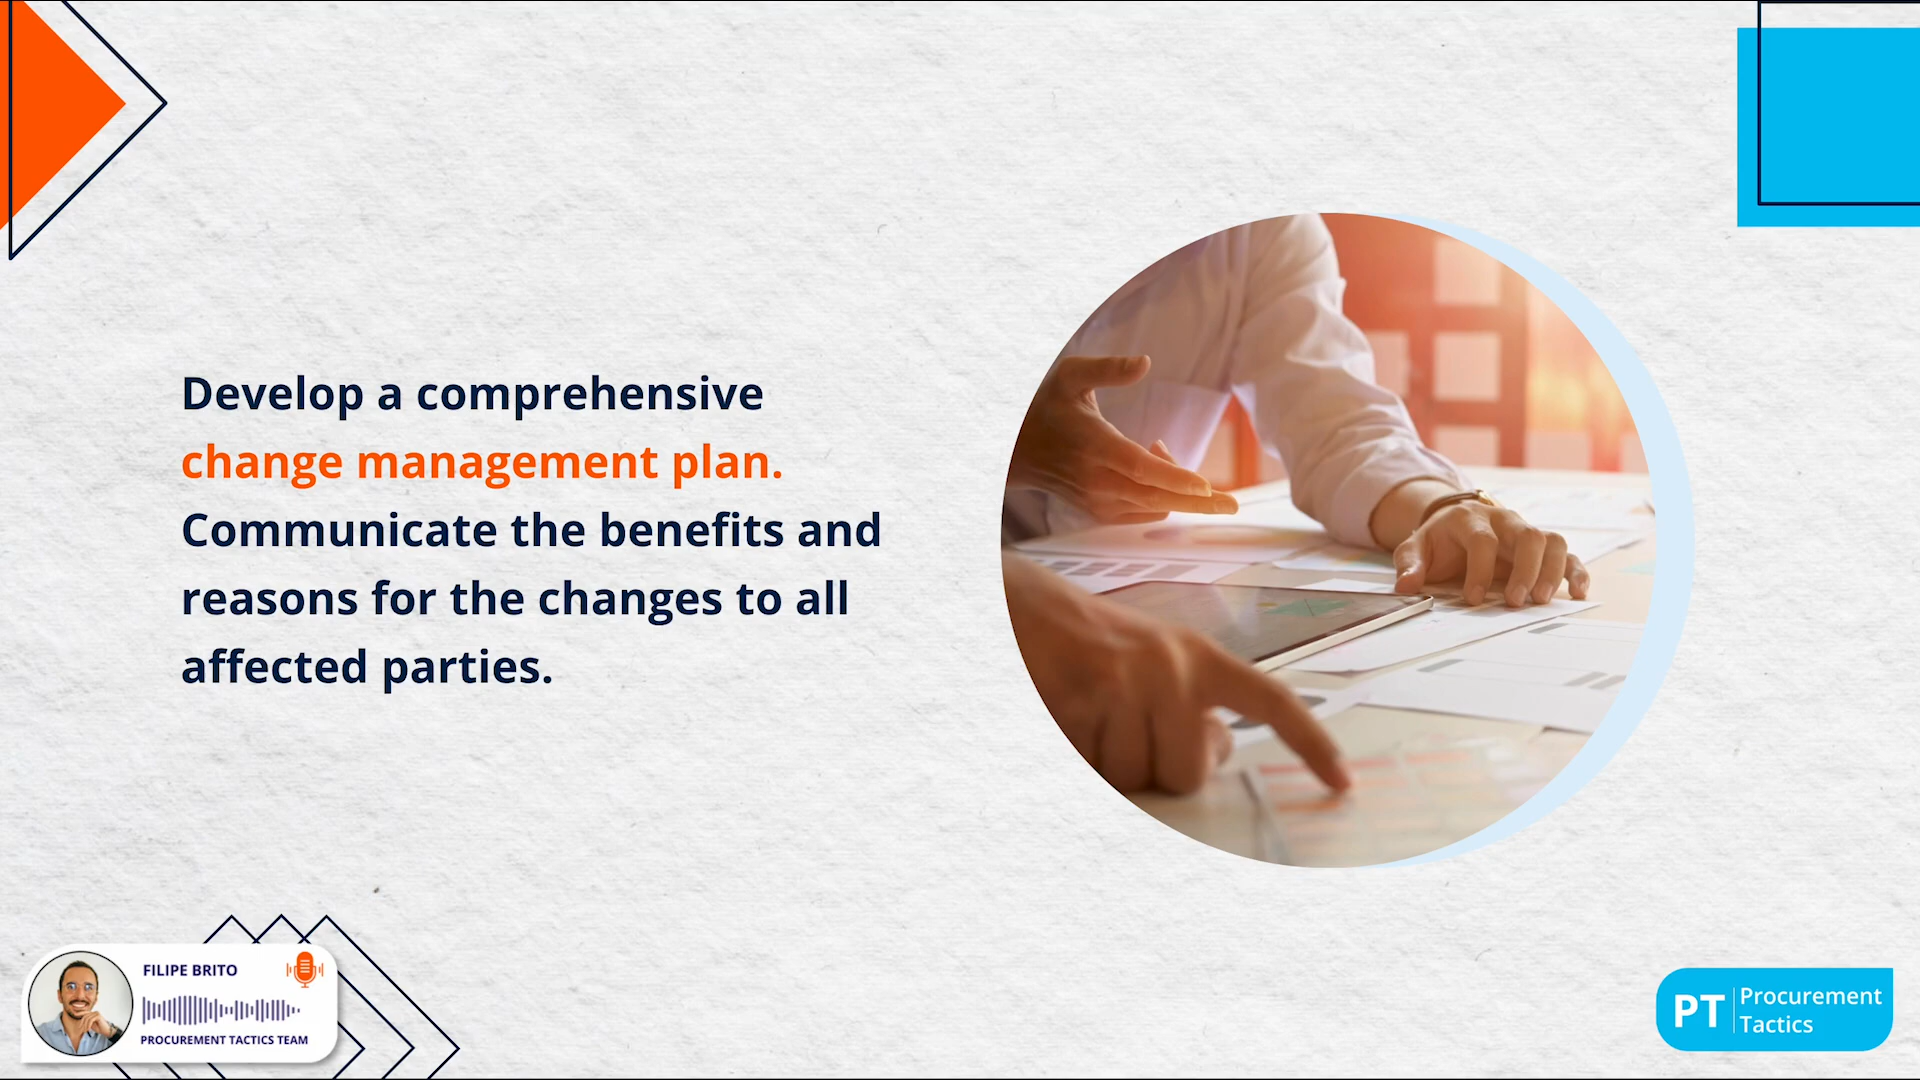 Develop a comprehensive
change management plan.
Communicate the benefits and
reasons for the changes to all
affected parties.
FILIPE BRITO
PROCUREMENT TACTICS TEAM
PT
Procurement
Tactics